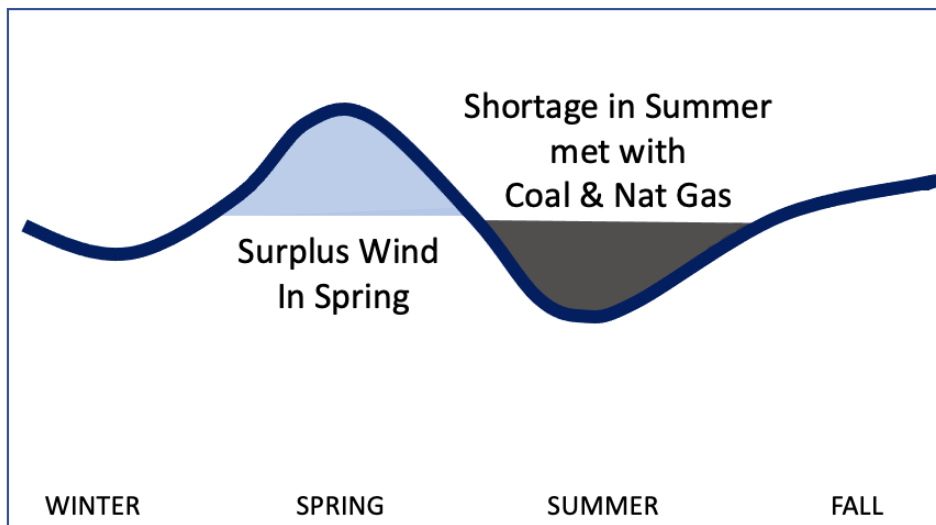 Shortage in Summer
met with
Coal & Nat Gas
Surplus Wind
In Spring
WINTER
SPRING
SUMMER
FALL